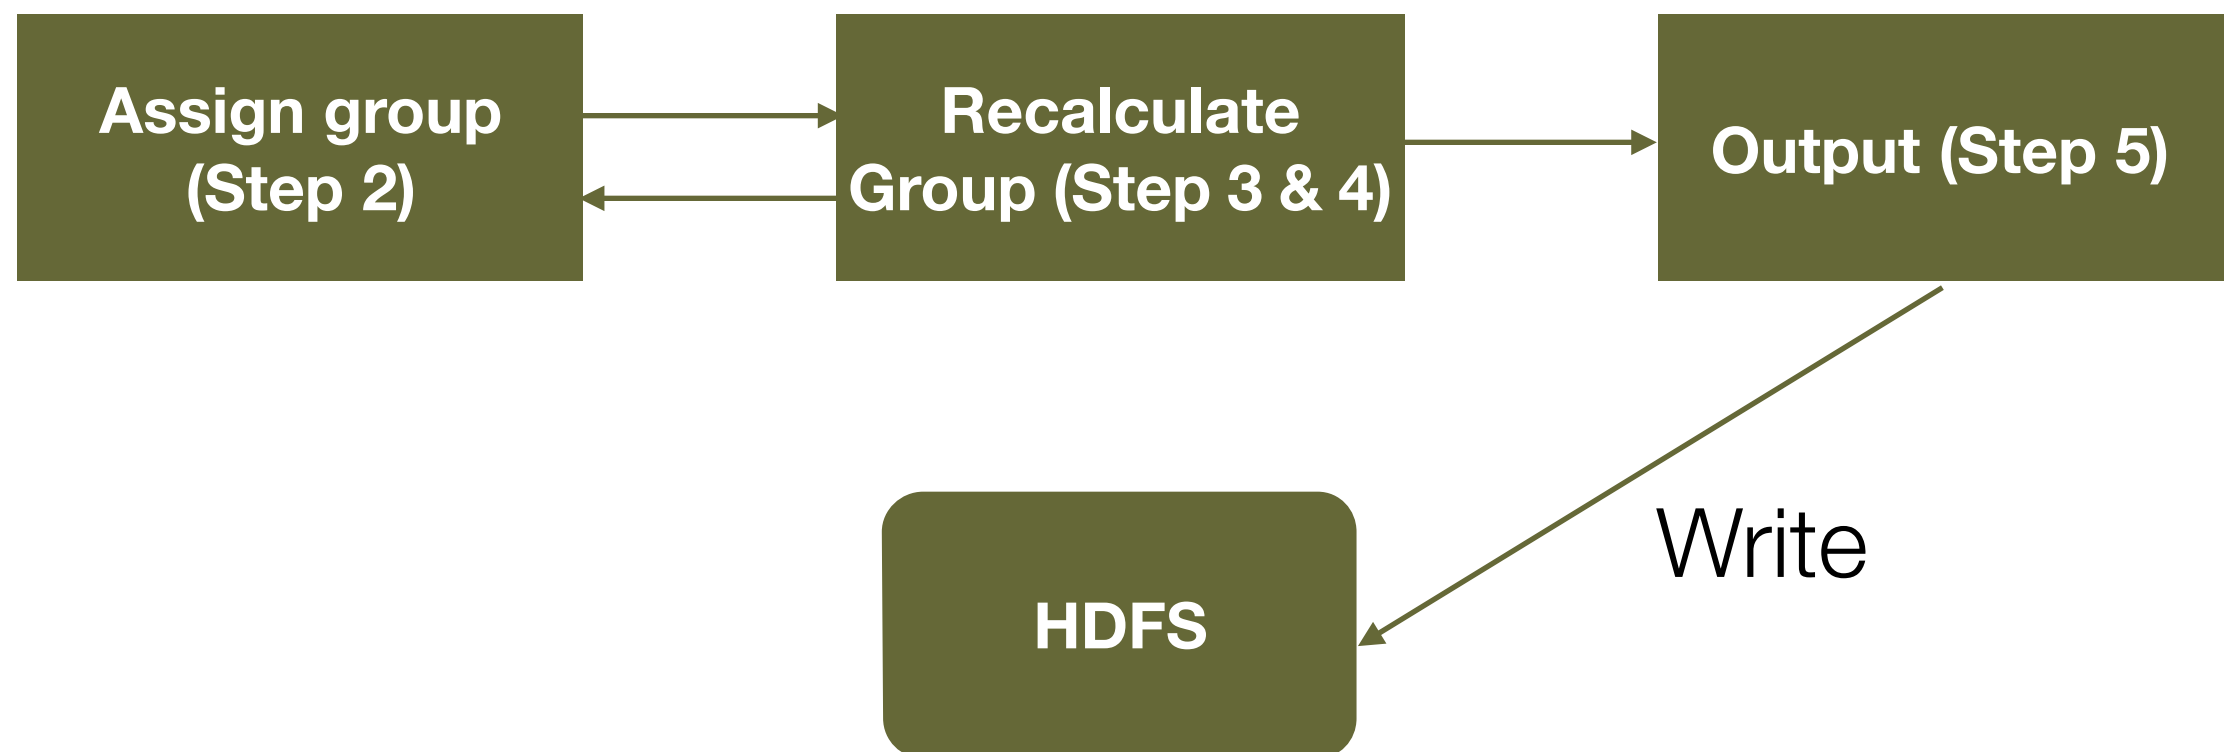 Assign group
(Step 2)
Recalculate
Group (Step 3 & 4)
Output (Step 5)
Write
HDFS